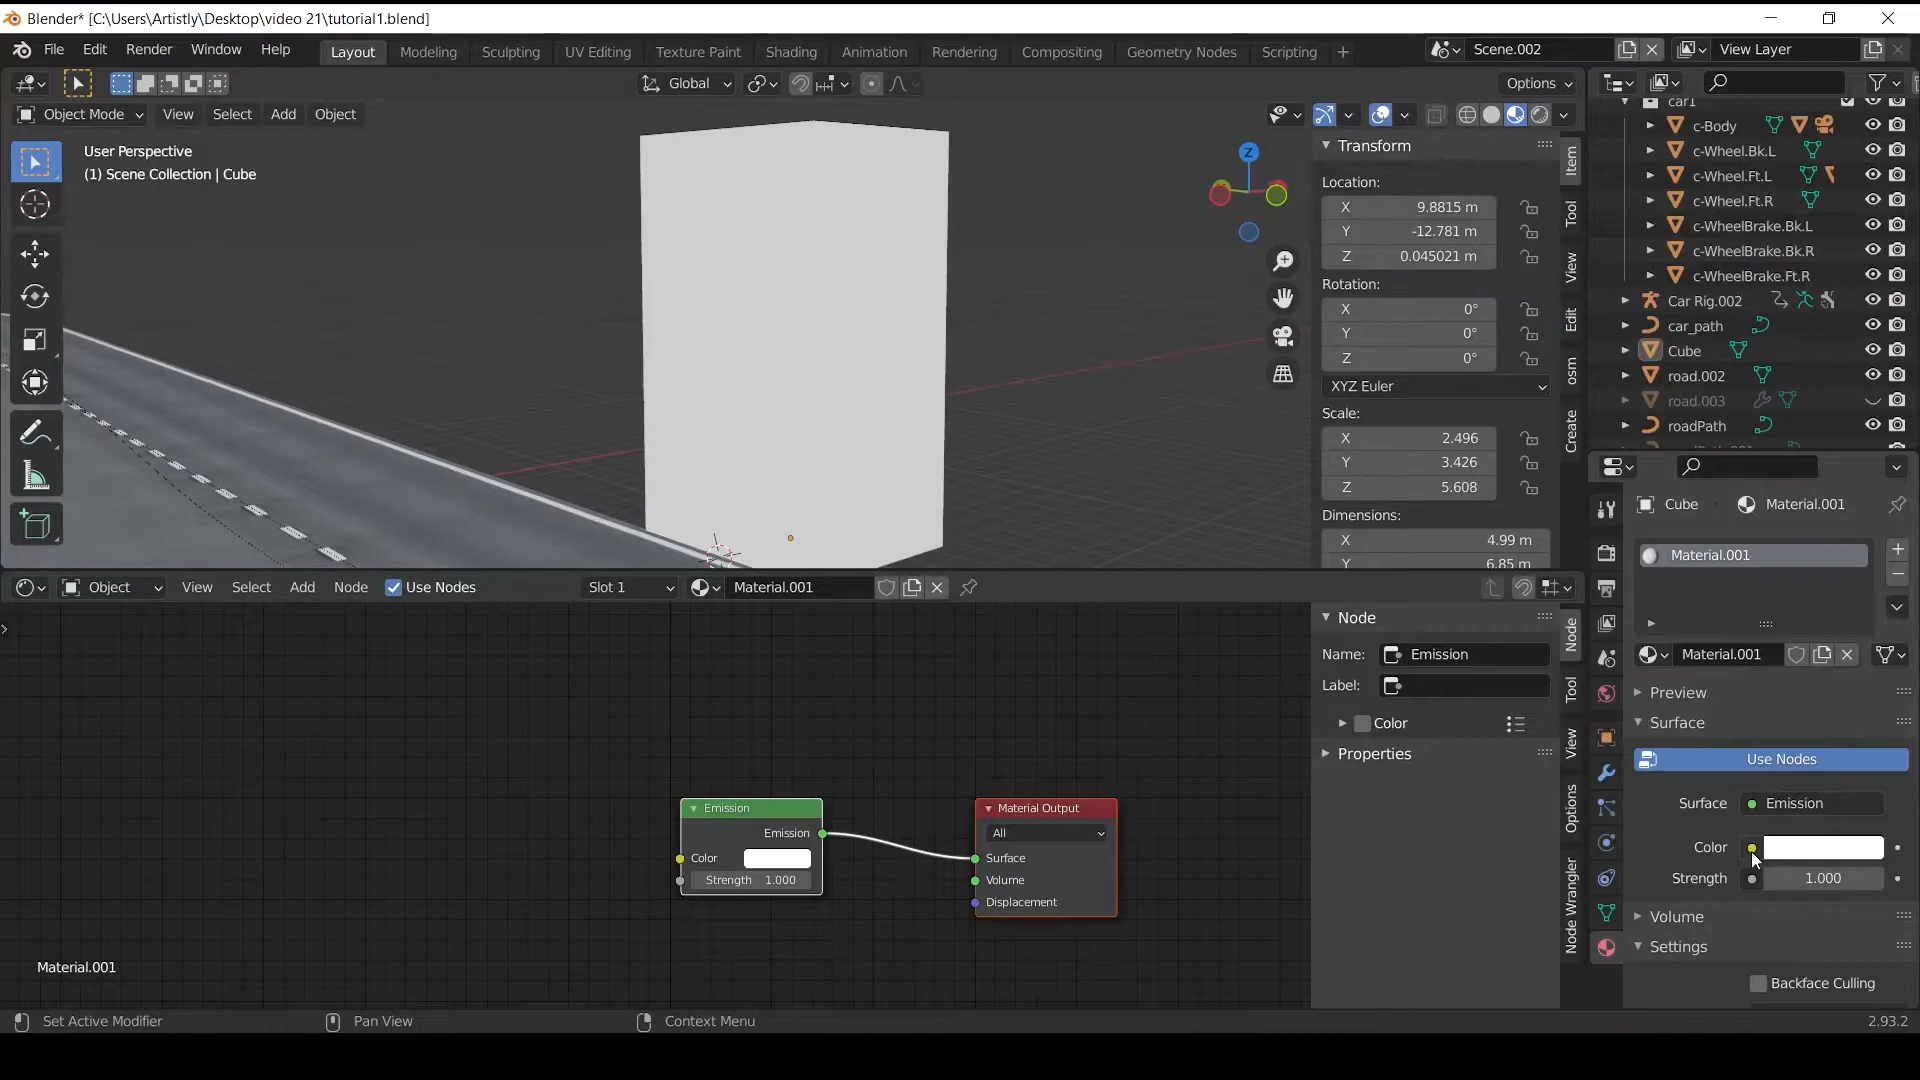 Blender* [C:\Users\Artistly\Desktop\video 21\tutorial1.blend]
File Edit Render Window Help Layout Modeling Sculpting UV Editing Texture Paint Shading Animation Rendering Compositing Geometry Nodes Scripting + Scene.002 View Layer
Global Options
Object Mode View Select Add Object
User Perspective
(1) Scene Collection | Cube
Z
Transform
Location:
X 9.8815 m
Y -12.781 m
Z 0.045021 m
Rotation:
X 0°
Y 0°
Z 0°
XYZ Euler
Scale:
X 2.496
Y 3.426
Z 5.608
Dimensions:
X 4.99 m
Y 6.85 m
Item
Tool
View
Edit
osm
Create
car1
c-Body
c-Wheel.Bk.L
c-Wheel.Ft.L
c-Wheel.Ft.R
c-WheelBrake.Bk.L
c-WheelBrake.Bk.R
c-WheelBrake.Ft.R
Car Rig.002
car_path
Cube
road.002
road.003
roadPath
Cube Material.001
Material.001
Material.001
Preview
Surface
Use Nodes
Surface Emission
Color
Strength 1.000
Volume
Settings
Backface Culling
Object View Select Add Node Use Nodes Slot 1 Material.001
Node
Name: Emission
Label:
Color
Properties
Node
Tool
View
Options
Node Wrangler
Emission
Emission
Color
Strength 1.000
Material Output
All
Surface
Volume
Displacement
Material.001
Set Active Modifier Pan View Context Menu 2.93.2